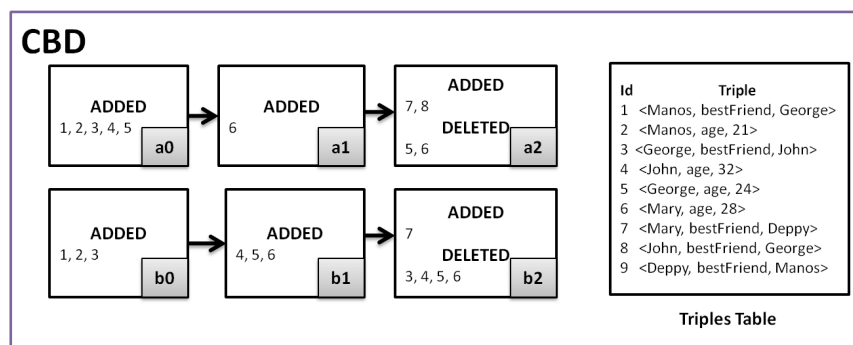 CBD
ADDED
1, 2, 3, 4, 5
a0
ADDED
6
a1
ADDED
7, 8
DELETED
5, 6
a2
ADDED
1, 2, 3
b0
ADDED
4, 5, 6
b1
ADDED
7
DELETED
3, 4, 5, 6
b2
Id Triple
1 <Manos, bestFriend, George>
2 <Manos, age, 21>
3 <George, bestFriend, John>
4 <John, age, 32>
5 <George, age, 24>
6 <Mary, age, 28>
7 <Mary, bestFriend, Deppy>
8 <John, bestFriend, George>
9 <Deppy, bestFriend, Manos>
Triples Table